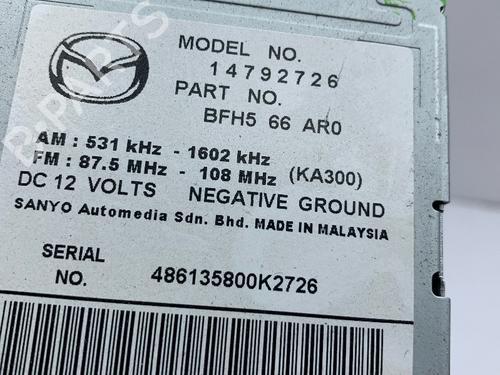 MODEL NO.
14792726
PART NO.
BFH5 66 AR0
AM : 531 kHz - 1602 kHz
FM : 87.5 MHz - 108 MHz (KA300)
DC 12 VOLTS NEGATIVE GROUND
SANYO Automedia Sdn. Bhd. MADE IN MALAYSIA
SERIAL
NO. 486135800K2726